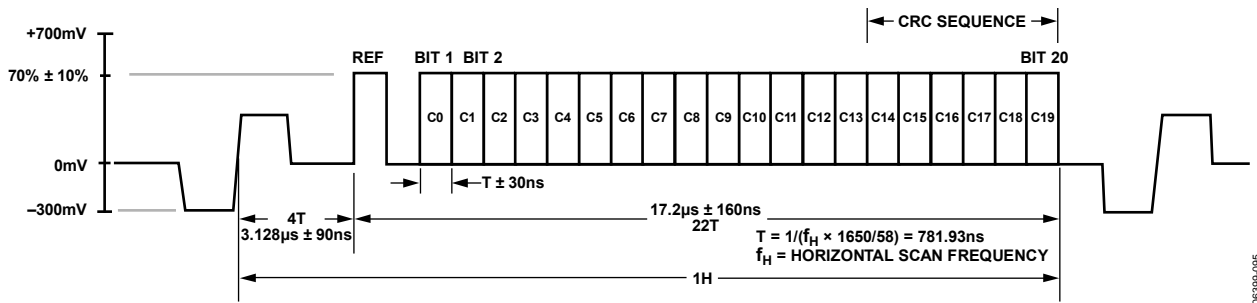 CRC SEQUENCE
+700mV
REF
BIT 1 BIT 2
BIT 20
70% ± 10%
C0 C1 C2 C3 C4 C5 C6 C7 C8 C9 C10 C11 C12 C13 C14 C15 C16 C17 C18 C19
0mV
T ± 30ns
–300mV
4T
3.128µs ± 90ns
17.2µs ± 160ns
22T
T = 1/(fH × 1650/58) = 781.93ns
fH = HORIZONTAL SCAN FREQUENCY
1H
06399-095